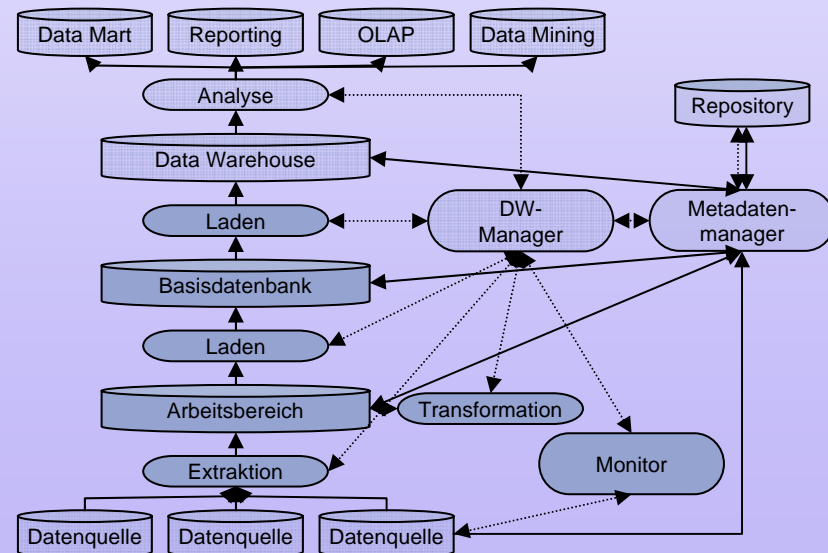 Data Mart
Reporting
OLAP
Data Mining
Analyse
Repository
Data Warehouse
Laden
DW-
Manager
Metadaten-
manager
Basisdatenbank
Laden
Arbeitsbereich
Transformation
Extraktion
Monitor
Datenquelle
Datenquelle
Datenquelle